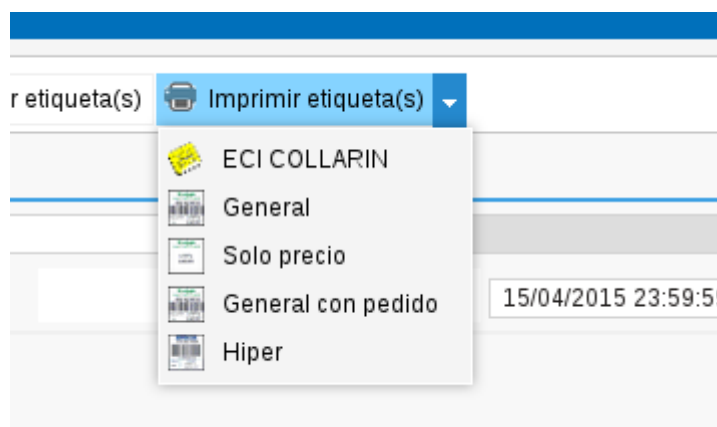 r etiqueta(s) Imprimir etiqueta(s)
ECI COLLARIN
General
Solo precio
General con pedido
15/04/2015 23:59:5
Hiper